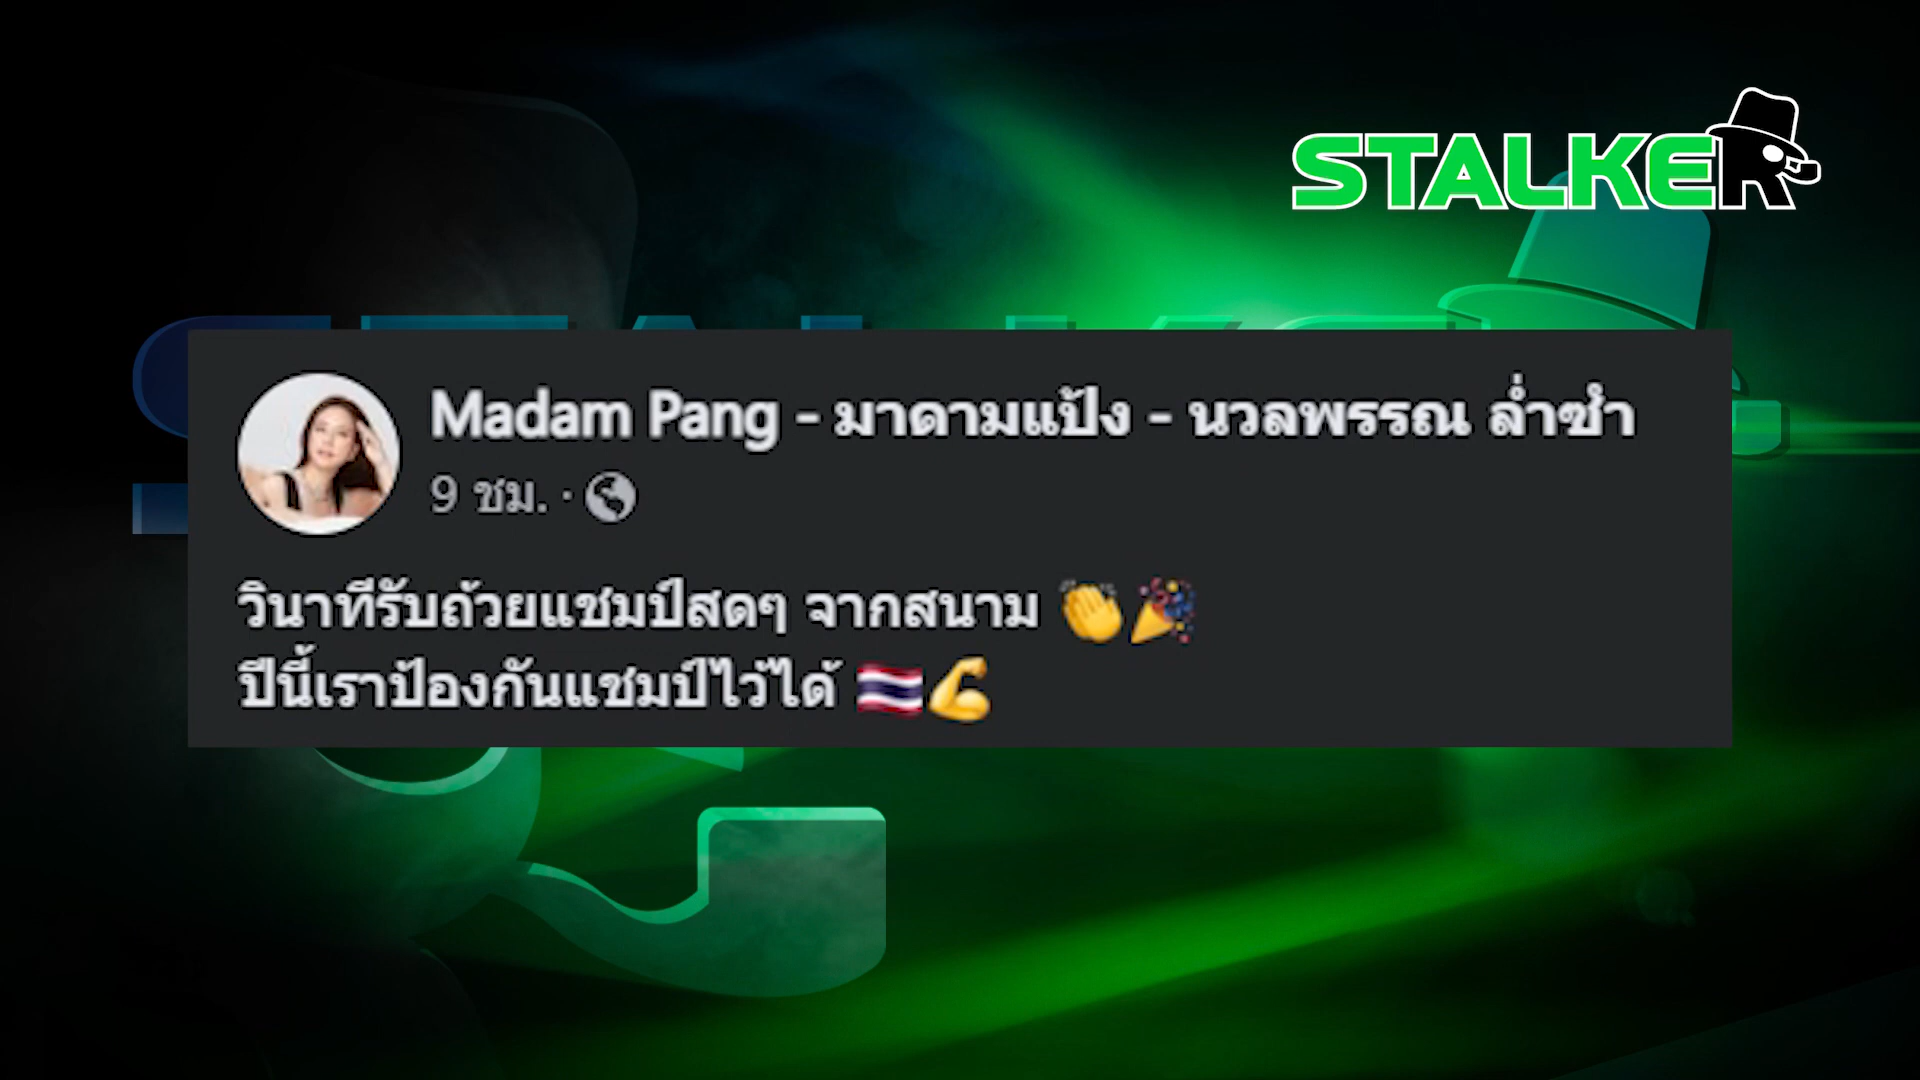 STALKER
Madam Pang - มาดามแป้ง - นวลพรรณ ล่ำซำ
9 ชม. ·
วินาทีรับถ้วยแชมป์สดๆ จากสนาม 👏🎉
ปีนี้เราป้องกันแชมป์ไว้ได้ 🇹🇭💪